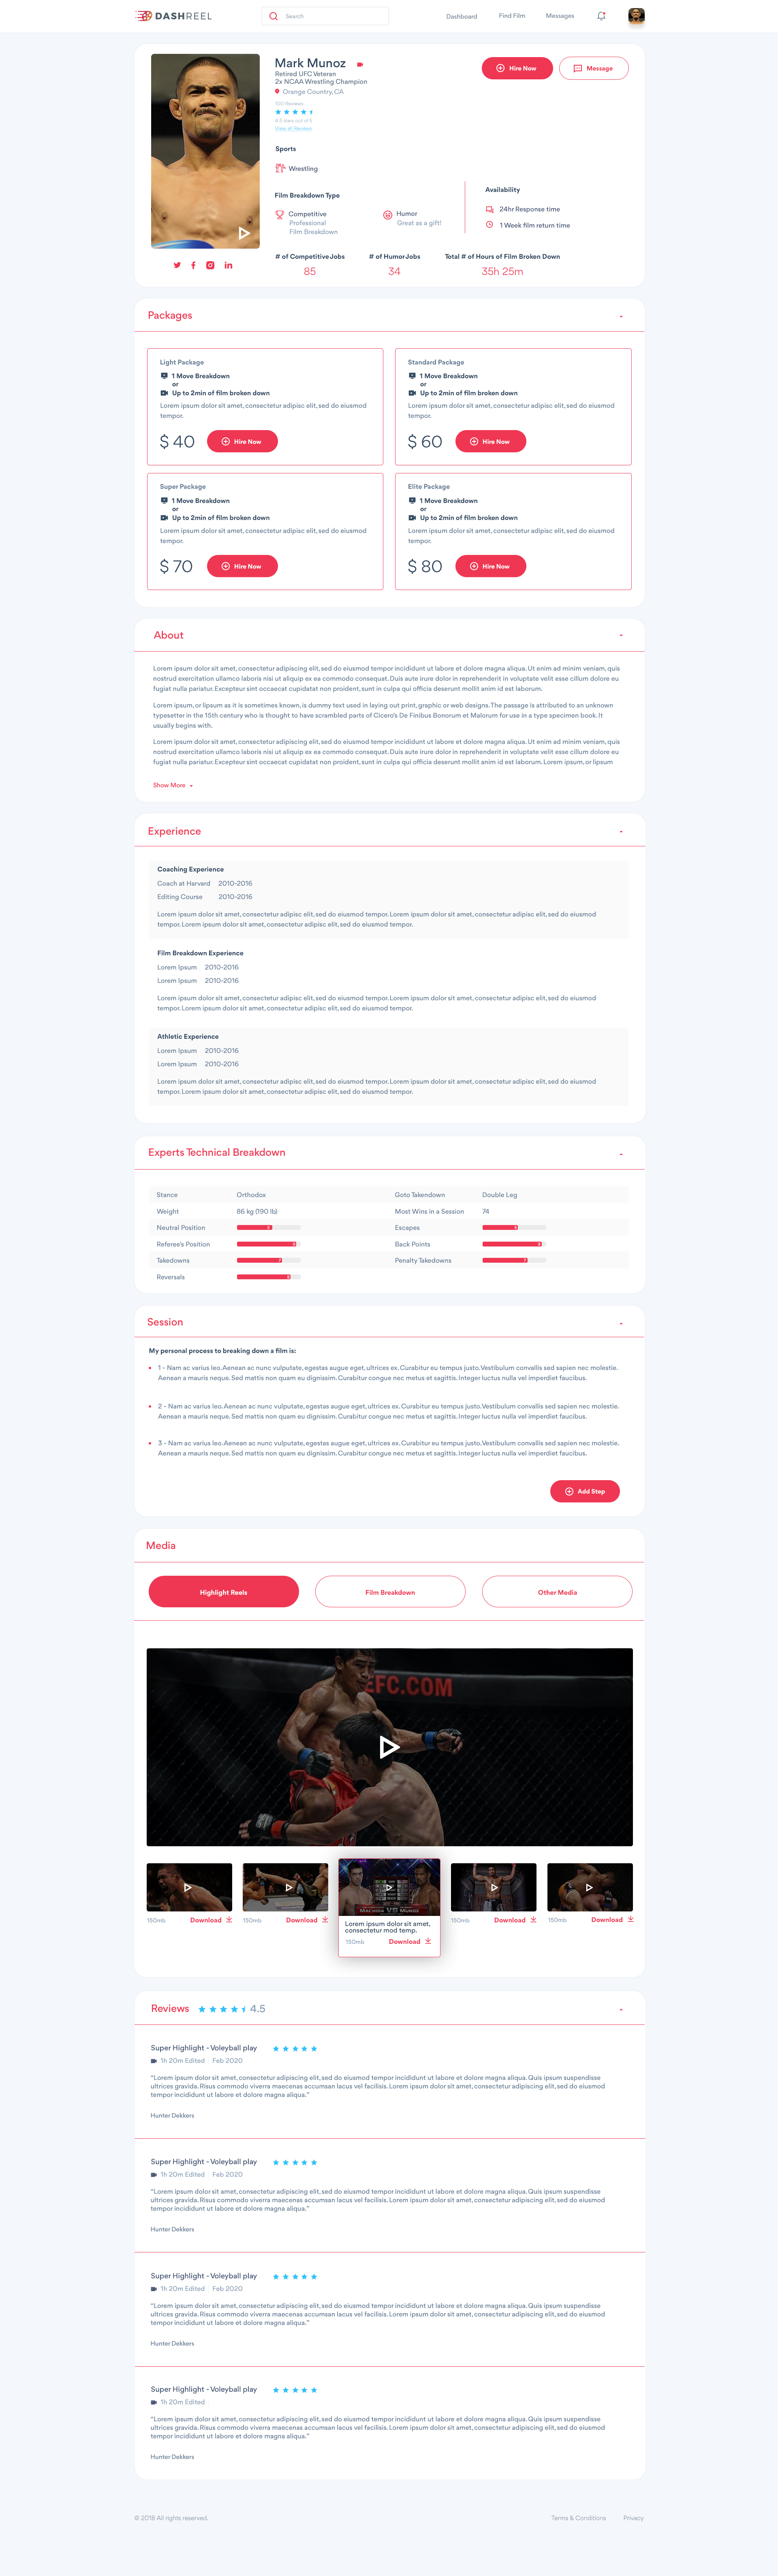 DASHREEL
Search
Dashboard
Find Film
Messages
Mark Munoz
Retired UFC Veteran
2x NCAA Wrestling Champion
Orange Country, CA
100 Reviews
4.5 stars out of 5
View all Reviews
Hire Now
Message
Sports
Wrestling
Film Breakdown Type
Competitive
Professional
Film Breakdown
Humor
Great as a gift!
Availability
24hr Response time
1 Week film return time
# of Competitive Jobs
85
# of Humor Jobs
34
Total # of Hours of Film Broken Down
35h 25m
Packages
Light Package
1 Move Breakdown
or
Up to 2min of film broken down
Lorem ipsum dolor sit amet, consectetur adipisc elit, sed do eiusmod
tempor.
$ 40
Hire Now
Standard Package
1 Move Breakdown
or
Up to 2min of film broken down
Lorem ipsum dolor sit amet, consectetur adipisc elit, sed do eiusmod
tempor.
$ 60
Hire Now
Super Package
1 Move Breakdown
or
Up to 2min of film broken down
Lorem ipsum dolor sit amet, consectetur adipisc elit, sed do eiusmod
tempor.
$ 70
Hire Now
Elite Package
1 Move Breakdown
or
Up to 2min of film broken down
Lorem ipsum dolor sit amet, consectetur adipisc elit, sed do eiusmod
tempor.
$ 80
Hire Now
About
Lorem ipsum dolor sit amet, consectetur adipiscing elit, sed do eiusmod tempor incididunt ut labore et dolore magna aliqua. Ut enim ad minim veniam, quis
nostrud exercitation ullamco laboris nisi ut aliquip ex ea commodo consequat. Duis aute irure dolor in reprehenderit in voluptate velit esse cillum dolore eu
fugiat nulla pariatur. Excepteur sint occaecat cupidatat non proident, sunt in culpa qui officia deserunt mollit anim id est laborum.
Lorem ipsum, or lipsum as it is sometimes known, is dummy text used in laying out print, graphic or web designs. The passage is attributed to an unknown
typesetter in the 15th century who is thought to have scrambled parts of Cicero's De Finibus Bonorum et Malorum for use in a type specimen book. It
usually begins with.
Lorem ipsum dolor sit amet, consectetur adipiscing elit, sed do eiusmod tempor incididunt ut labore et dolore magna aliqua. Ut enim ad minim veniam, quis
nostrud exercitation ullamco laboris nisi ut aliquip ex ea commodo consequat. Duis aute irure dolor in reprehenderit in voluptate velit esse cillum dolore eu
fugiat nulla pariatur. Excepteur sint occaecat cupidatat non proident, sunt in culpa qui officia deserunt mollit anim id est laborum. Lorem ipsum, or lipsum
Show More
Experience
Coaching Experience
Coach at Harvard 2010-2016
Editing Course 2010-2016
Lorem ipsum dolor sit amet, consectetur adipisc elit, sed do eiusmod tempor. Lorem ipsum dolor sit amet, consectetur adipisc elit, sed do eiusmod
tempor. Lorem ipsum dolor sit amet, consectetur adipisc elit, sed do eiusmod tempor.
Film Breakdown Experience
Lorem Ipsum 2010-2016
Lorem Ipsum 2010-2016
Lorem ipsum dolor sit amet, consectetur adipisc elit, sed do eiusmod tempor. Lorem ipsum dolor sit amet, consectetur adipisc elit, sed do eiusmod
tempor. Lorem ipsum dolor sit amet, consectetur adipisc elit, sed do eiusmod tempor.
Athletic Experience
Lorem Ipsum 2010-2016
Lorem Ipsum 2010-2016
Lorem ipsum dolor sit amet, consectetur adipisc elit, sed do eiusmod tempor. Lorem ipsum dolor sit amet, consectetur adipisc elit, sed do eiusmod
tempor. Lorem ipsum dolor sit amet, consectetur adipisc elit, sed do eiusmod tempor.
Experts Technical Breakdown
Stance Orthodox Goto Takendown Double Leg
Weight 86 kg (190 lb) Most Wins in a Session 74
Neutral Position Escapes
Referee's Position Back Points
Takedowns Penalty Takedowns
Reversals
Session
My personal process to breaking down a film is:
1 - Nam ac varius leo. Aenean ac nunc vulputate, egestas augue eget, ultrices ex. Curabitur eu tempus justo. Vestibulum convallis sed sapien nec molestie.
Aenean a mauris neque. Sed mattis non quam eu dignissim. Curabitur congue nec metus et sagittis. Integer luctus nulla vel imperdiet faucibus.
2 - Nam ac varius leo. Aenean ac nunc vulputate, egestas augue eget, ultrices ex. Curabitur eu tempus justo. Vestibulum convallis sed sapien nec molestie.
Aenean a mauris neque. Sed mattis non quam eu dignissim. Curabitur congue nec metus et sagittis. Integer luctus nulla vel imperdiet faucibus.
3 - Nam ac varius leo. Aenean ac nunc vulputate, egestas augue eget, ultrices ex. Curabitur eu tempus justo. Vestibulum convallis sed sapien nec molestie.
Aenean a mauris neque. Sed mattis non quam eu dignissim. Curabitur congue nec metus et sagittis. Integer luctus nulla vel imperdiet faucibus.
Add Step
Media
Highlight Reels
Film Breakdown
Other Media
FC.COM
150mb Download
150mb Download
MACHIDA VS MUNOZ
Lorem ipsum dolor sit amet,
consectetur mod temp.
150mb Download
150mb Download
150mb Download
Reviews 4.5
Super Highlight - Voleyball play
1h 20m Edited Feb 2020
"Lorem ipsum dolor sit amet, consectetur adipiscing elit, sed do eiusmod tempor incididunt ut labore et dolore magna aliqua. Quis ipsum suspendisse
ultrices gravida. Risus commodo viverra maecenas accumsan lacus vel facilisis. Lorem ipsum dolor sit amet, consectetur adipiscing elit, sed do eiusmod
tempor incididunt ut labore et dolore magna aliqua."
Hunter Dekkers
Super Highlight - Voleyball play
1h 20m Edited Feb 2020
"Lorem ipsum dolor sit amet, consectetur adipiscing elit, sed do eiusmod tempor incididunt ut labore et dolore magna aliqua. Quis ipsum suspendisse
ultrices gravida. Risus commodo viverra maecenas accumsan lacus vel facilisis. Lorem ipsum dolor sit amet, consectetur adipiscing elit, sed do eiusmod
tempor incididunt ut labore et dolore magna aliqua."
Hunter Dekkers
Super Highlight - Voleyball play
1h 20m Edited Feb 2020
"Lorem ipsum dolor sit amet, consectetur adipiscing elit, sed do eiusmod tempor incididunt ut labore et dolore magna aliqua. Quis ipsum suspendisse
ultrices gravida. Risus commodo viverra maecenas accumsan lacus vel facilisis. Lorem ipsum dolor sit amet, consectetur adipiscing elit, sed do eiusmod
tempor incididunt ut labore et dolore magna aliqua."
Hunter Dekkers
Super Highlight - Voleyball play
1h 20m Edited
"Lorem ipsum dolor sit amet, consectetur adipiscing elit, sed do eiusmod tempor incididunt ut labore et dolore magna aliqua. Quis ipsum suspendisse
ultrices gravida. Risus commodo viverra maecenas accumsan lacus vel facilisis. Lorem ipsum dolor sit amet, consectetur adipiscing elit, sed do eiusmod
tempor incididunt ut labore et dolore magna aliqua."
Hunter Dekkers
© 2018 All rights reserved.
Terms & Conditions
Privacy